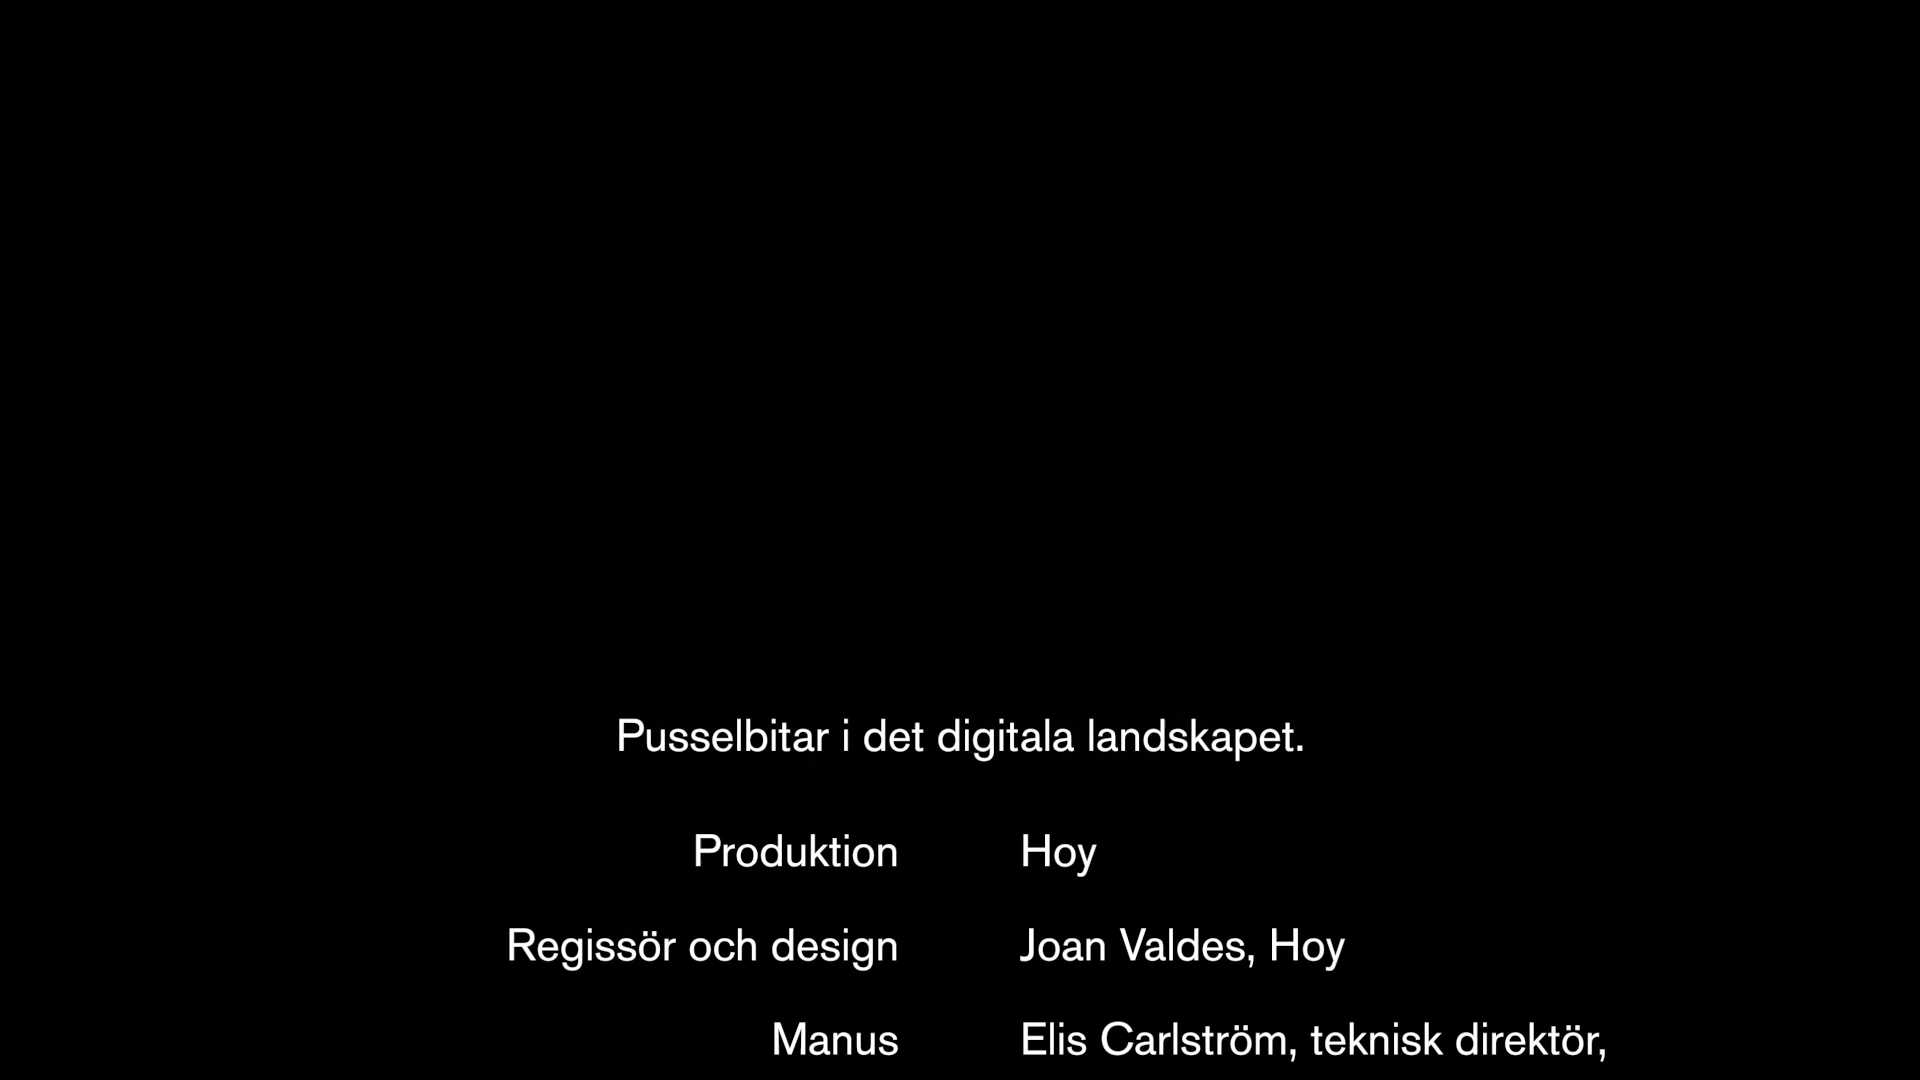 Pusselbitar i det digitala landskapet.
Produktion Hoy
Regissör och design Joan Valdes, Hoy
Manus Elis Carlström, teknisk direktör,